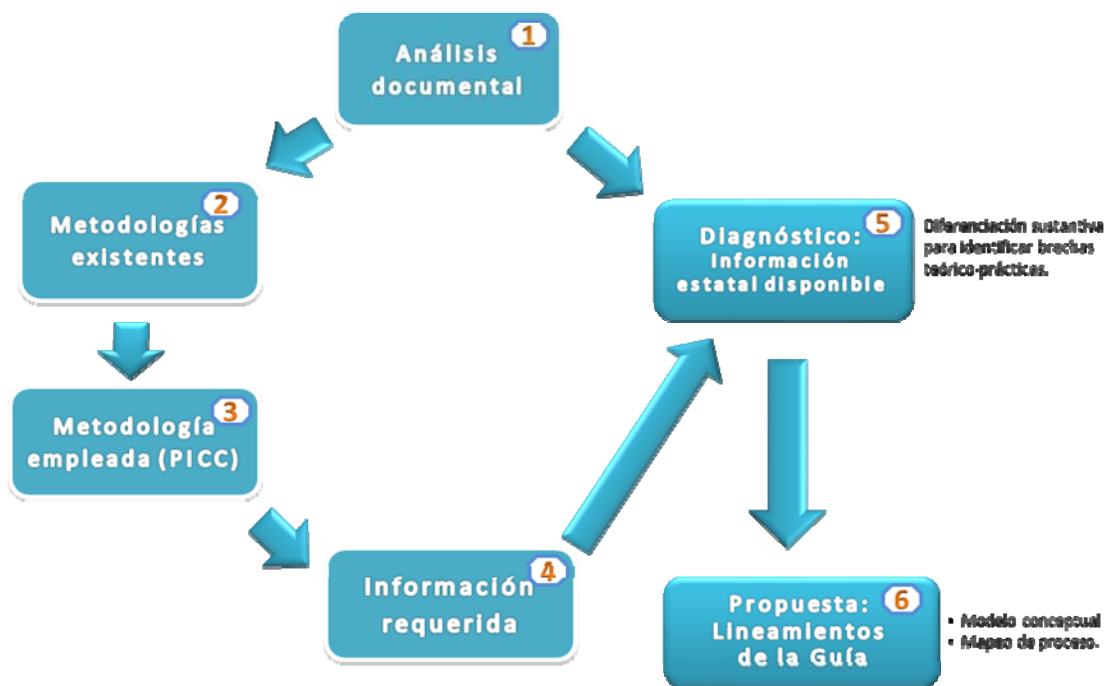 1
Análisis
documental
2
Metodologías
existentes
3
Metodología
empleada (PICC)
4
Información
requerida
5
Diagnóstico:
Información
estatal disponible
Diferenciación sustantiva
para identificar brechas
teórico-prácticas.
6
Propuesta:
Lineamientos
de la Guía
• Modelo conceptual
• Mapeo de proceso.